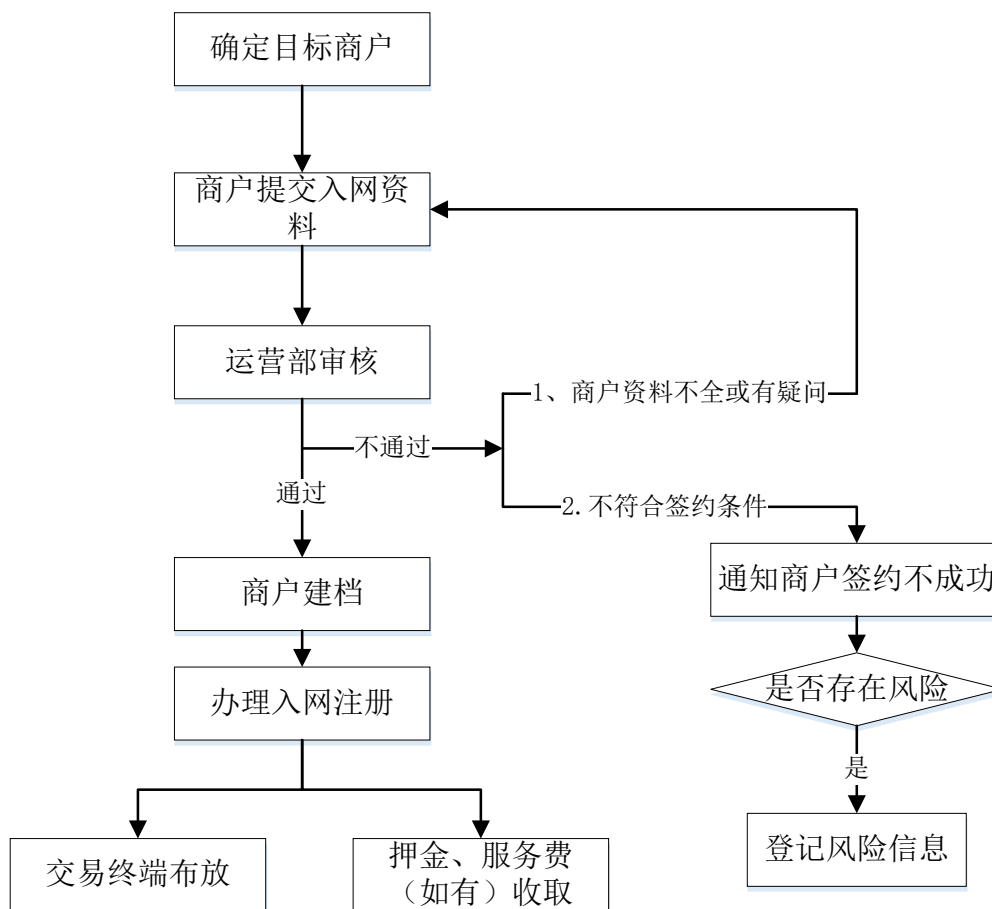 确定目标商户
商户提交入网资
料
运营部审核
1、商户资料不全或有疑问
不通过
通过
2.不符合签约条件
商户建档
通知商户签约不成功
办理入网注册
是否存在风险
是
交易终端布放
押金、服务费
（如有）收取
登记风险信息